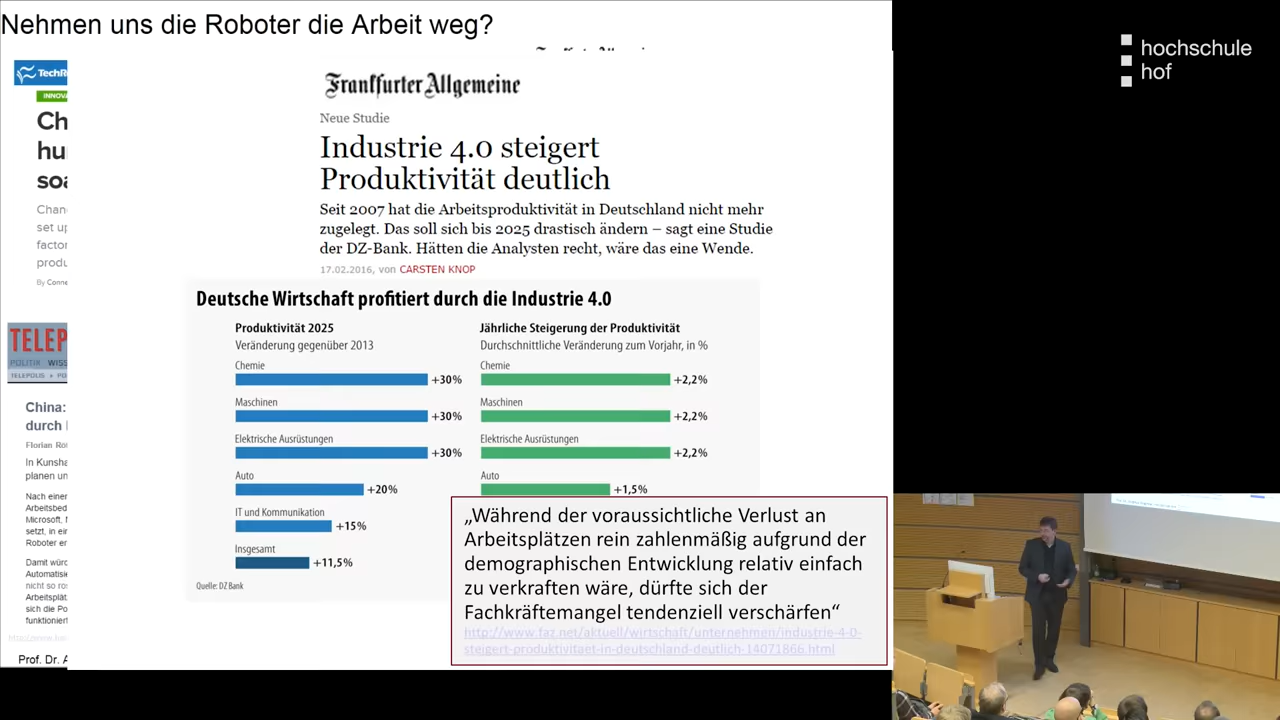 Nehmen uns die Roboter die Arbeit weg?
hochschule
hof
TechR
INNOVA
Ch
hu
soa
Chan
set up
factor
produ
By Conne
TELEP
POLITIK WISS
TELEPOLIS
China:
durch
Florian Rö
In Kunsha
planen un
Nach einer
Arbeitsbed
Microsoft,
setzt, in ei
Roboter er
Damit würd
Automatisie
nicht so ro
Arbeitsplät
sich die Po
funktioniert
Prof. Dr. A
Frankfurter Allgemeine
Neue Studie
Industrie 4.0 steigert
Produktivität deutlich
Seit 2007 hat die Arbeitsproduktivität in Deutschland nicht mehr
zugelegt. Das soll sich bis 2025 drastisch ändern – sagt eine Studie
der DZ-Bank. Hätten die Analysten recht, wäre das eine Wende.
17.02.2016, von CARSTEN KNOP
Deutsche Wirtschaft profitiert durch die Industrie 4.0
Produktivität 2025
Veränderung gegenüber 2013
Chemie
+30%
Maschinen
+30%
Elektrische Ausrüstungen
+30%
Auto
+20%
IT und Kommunikation
+15%
Insgesamt
+11,5%
Quelle: DZ Bank
Jährliche Steigerung der Produktivität
Durchschnittliche Veränderung zum Vorjahr, in %
Chemie
+2,2%
Maschinen
+2,2%
Elektrische Ausrüstungen
+2,2%
Auto
+1,5%
„Während der voraussichtliche Verlust an
Arbeitsplätzen rein zahlenmäßig aufgrund der
demographischen Entwicklung relativ einfach
zu verkraften wäre, dürfte sich der
Fachkräftemangel tendenziell verschärfen“
http://www.faz.net/aktuell/wirtschaft/unternehmen/industrie-4-0-
steigert-produktivitaet-in-deutschland-deutlich-14071866.html